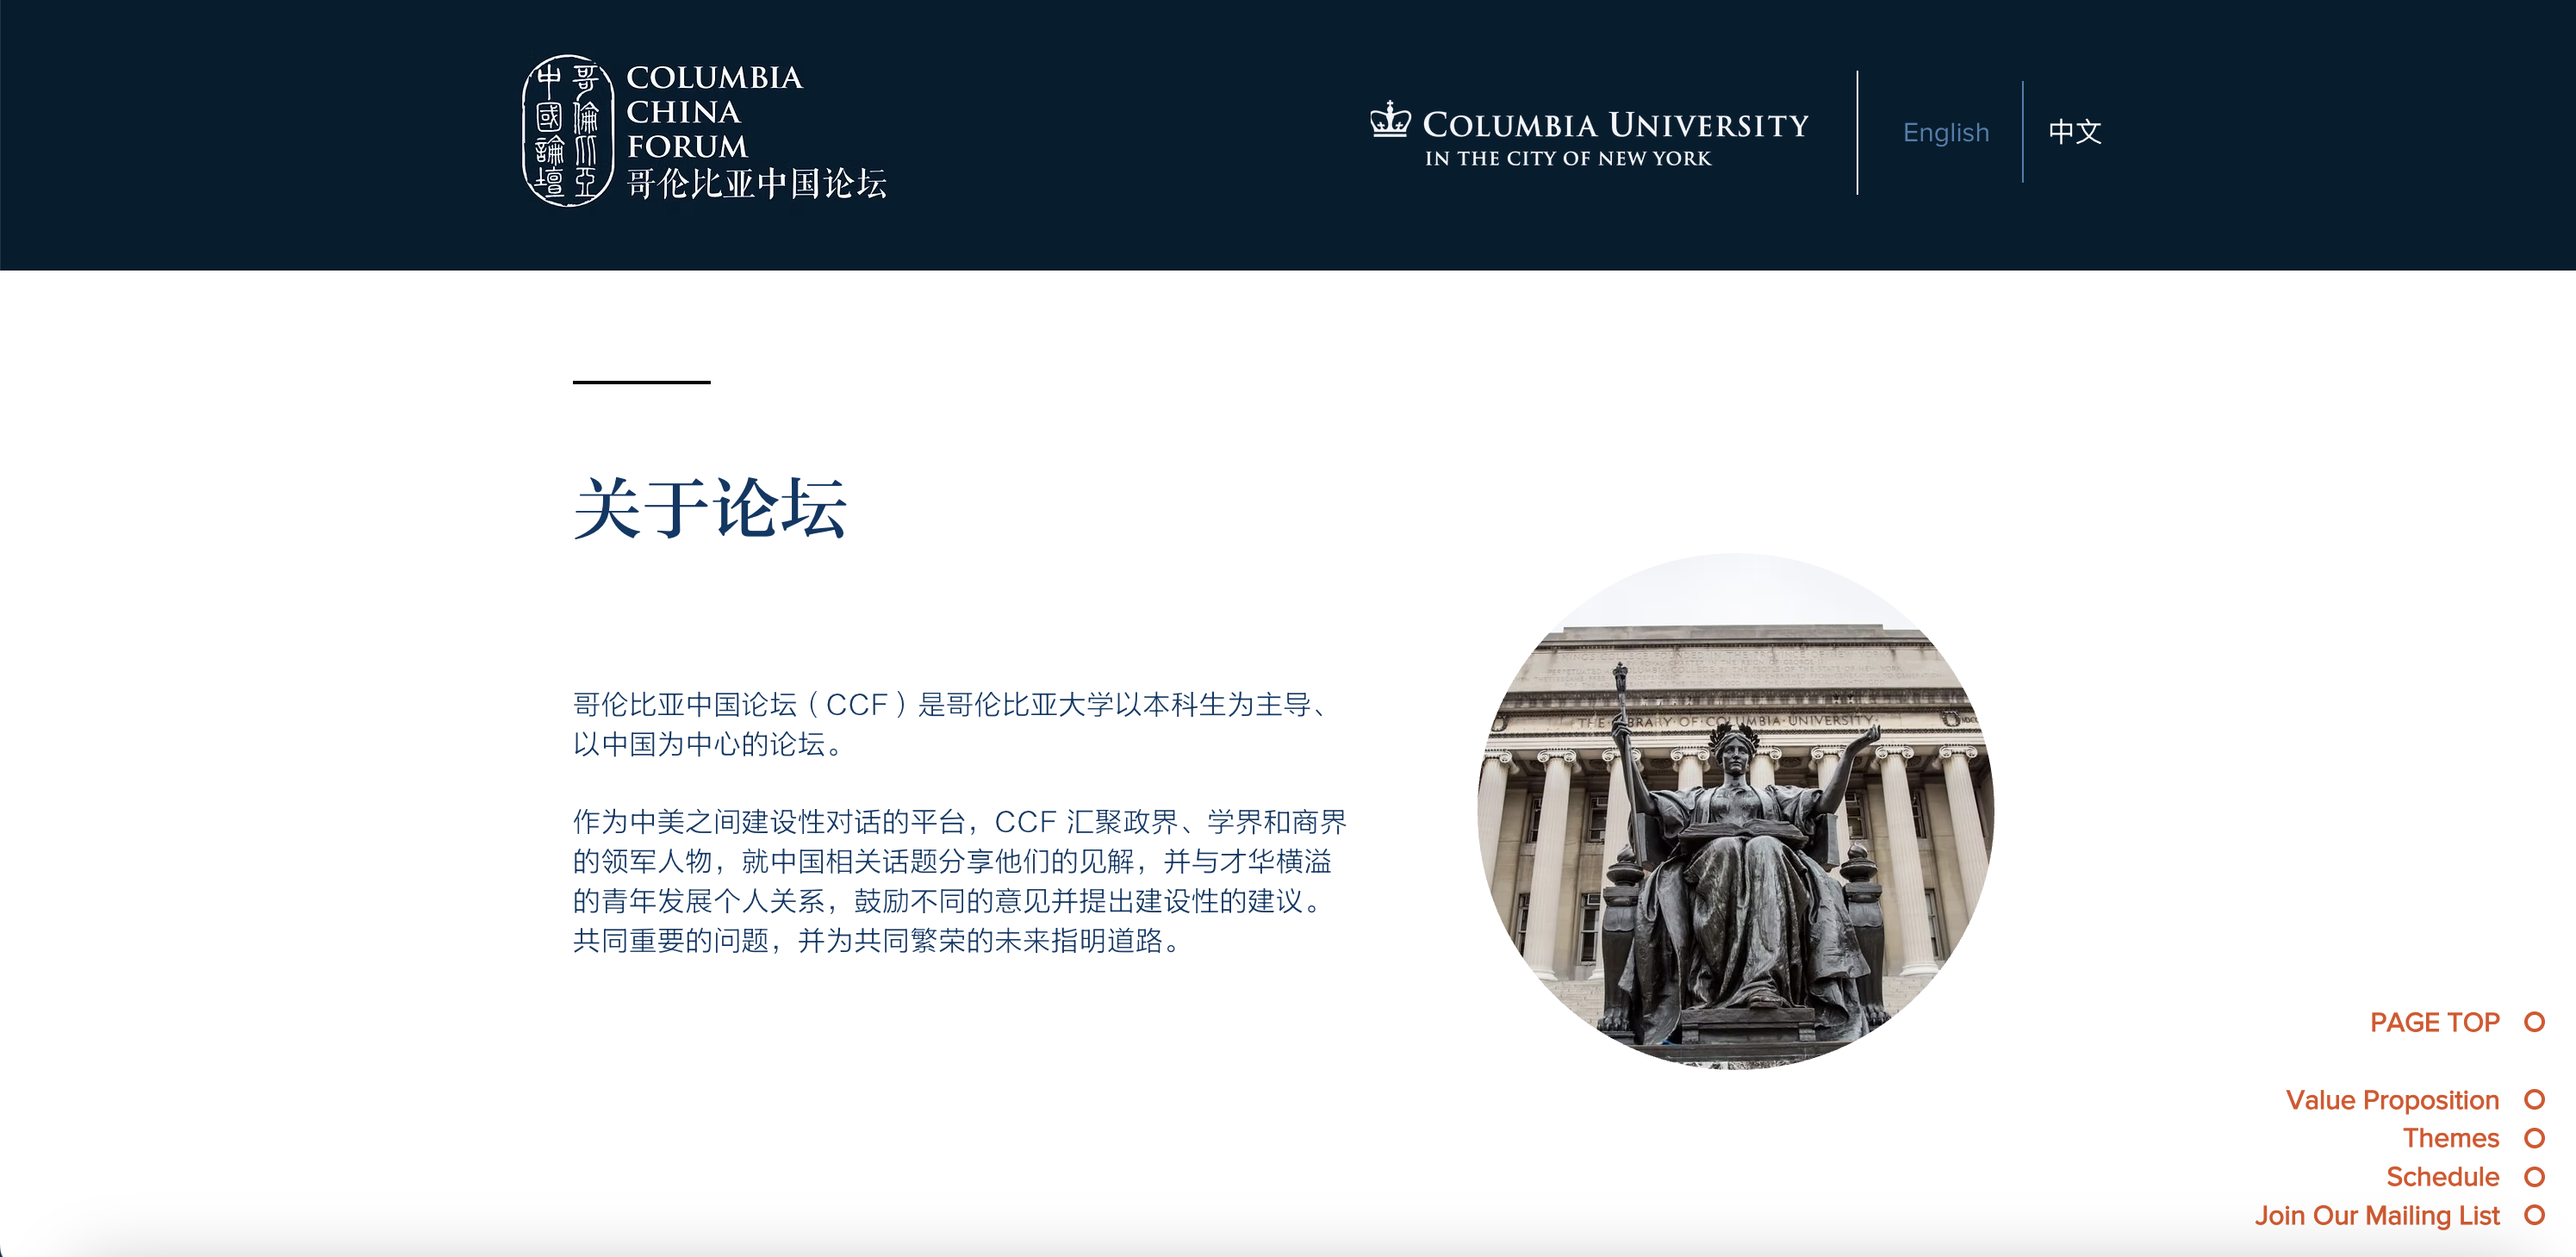 哥倫比亞
中國論壇
COLUMBIA
CHINA
FORUM
哥伦比亚中国论坛
COLUMBIA UNIVERSITY
IN THE CITY OF NEW YORK
English
中文
关于论坛
哥伦比亚中国论坛（CCF）是哥伦比亚大学以本科生为主导、
以中国为中心的论坛。
作为中美之间建设性对话的平台，CCF 汇聚政界、学界和商界
的领军人物，就中国相关话题分享他们的见解，并与才华横溢
的青年发展个人关系，鼓励不同的意见并提出建设性的建议。
共同重要的问题，并为共同繁荣的未来指明道路。
THE LIBRARY OF COLUMBIA UNIVERSITY
PAGE TOP
Value Proposition
Themes
Schedule
Join Our Mailing List